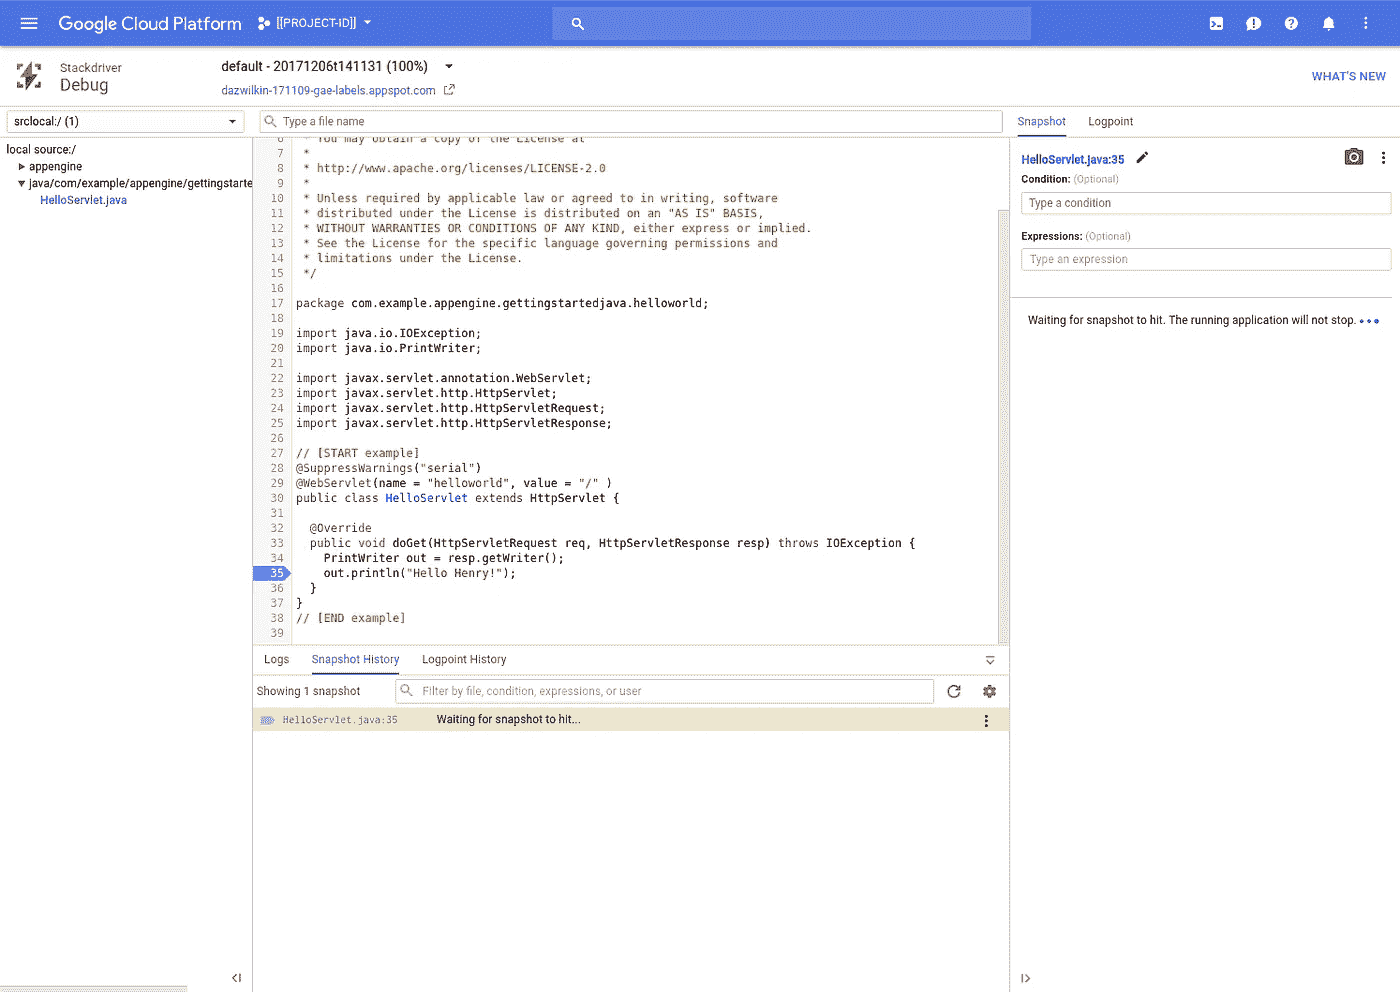 Google Cloud Platform [[PROJECT-ID]]
Stackdriver
Debug
default - 20171206t141131 (100%)
dazwilkin-171109-gae-labels.appspot.com
WHAT'S NEW
srclocal:/ (1)
Type a file name
Snapshot Logpoint
local source:/
appengine
java/com/example/appengine/gettingstarte
HelloServlet.java
6 * You may obtain a copy of the License at
7 *
8 * http://www.apache.org/licenses/LICENSE-2.0
9 *
10 * Unless required by applicable law or agreed to in writing, software
11 * distributed under the License is distributed on an "AS IS" BASIS,
12 * WITHOUT WARRANTIES OR CONDITIONS OF ANY KIND, either express or implied.
13 * See the License for the specific language governing permissions and
14 * limitations under the License.
15 */
16
17 package com.example.appengine.gettingstartedjava.helloworld;
18
19 import java.io.IOException;
20 import java.io.PrintWriter;
21
22 import javax.servlet.annotation.WebServlet;
23 import javax.servlet.http.HttpServlet;
24 import javax.servlet.http.HttpServletRequest;
25 import javax.servlet.http.HttpServletResponse;
26
27 // [START example]
28 @SuppressWarnings("serial")
29 @WebServlet(name = "helloworld", value = "/" )
30 public class HelloServlet extends HttpServlet {
31
32 @Override
33 public void doGet(HttpServletRequest req, HttpServletResponse resp) throws IOException {
34 PrintWriter out = resp.getWriter();
35 out.println("Hello Henry!");
36 }
37 }
38 // [END example]
39
HelloServlet.java:35
Condition: (Optional)
Type a condition
Expressions: (Optional)
Type an expression
Waiting for snapshot to hit. The running application will not stop.
Logs Snapshot History Logpoint History
Showing 1 snapshot
Filter by file, condition, expressions, or user
HelloServlet.java:35 Waiting for snapshot to hit...